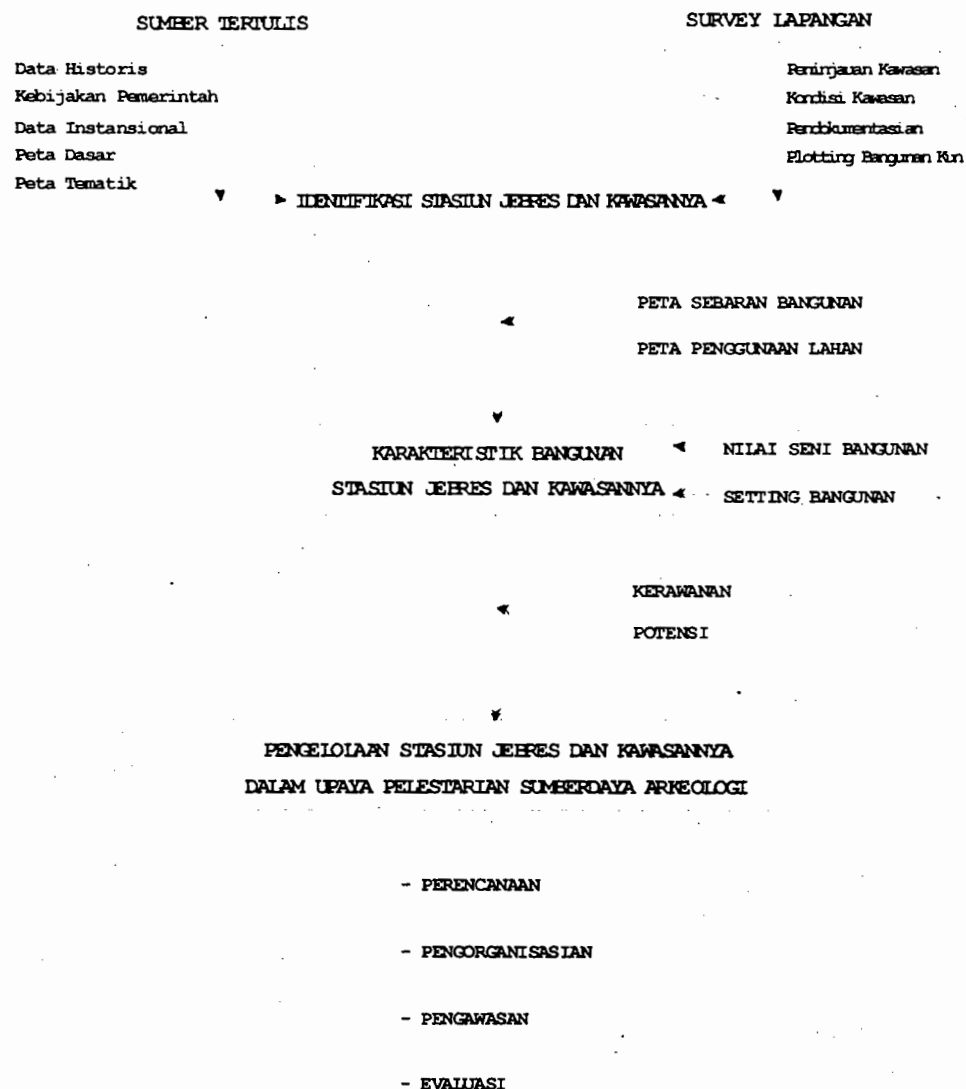 SUMBER TERTULIS
Data Historis
Kebijakan Pemerintah
Data Instansional
Peta Dasar
Peta Tematik
SURVEY LAPANGAN
Peninjauan Kawasan
Kondisi Kawasan
Pendokumentasian
Plotting Bangunan Kun
IDENTIFIKASI STASIUN JEBRES DAN KAWASANNYA
PETA SEBARAN BANGUNAN
PETA PENGGUNAAN LAHAN
KARAKTERISTIK BANGUNAN
STASIUN JEBRES DAN KAWASANNYA
NILAI SENI BANGUNAN
SETTING BANGUNAN
KERAWANAN
POTENSI
PENGELOLAAN STASIUN JEBRES DAN KAWASANNYA
DALAM UPAYA PELESTARIAN SUMBERDAYA ARKEOLOGI
- PERENCANAAN
- PENGORGANISASIAN
- PENGAWASAN
- EVALUASI